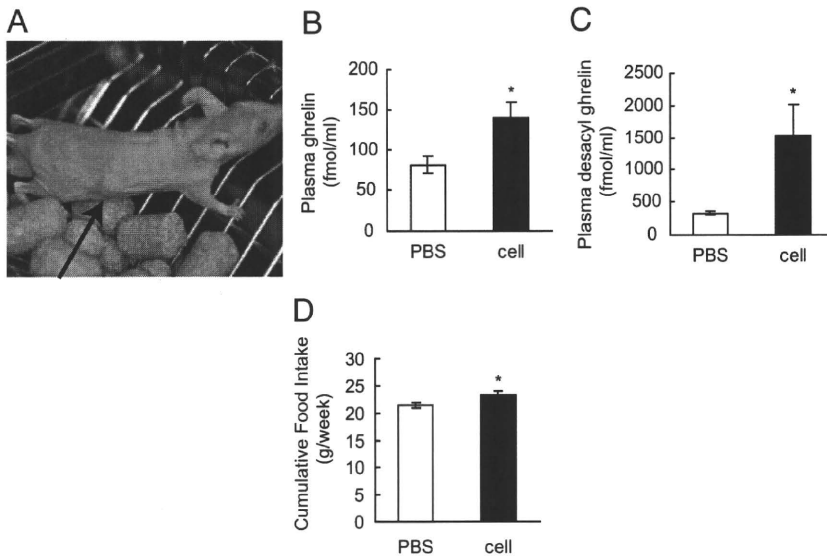 A
B
Plasma ghrelin
(fmol/ml)
200
150
100
50
0
*
PBS
cell
C
Plasma desacyl ghrelin
(fmol/ml)
2500
2000
1500
1000
500
0
*
PBS
cell
D
Cumulative Food Intake
(g/week)
30
25
20
15
10
5
0
*
PBS
cell